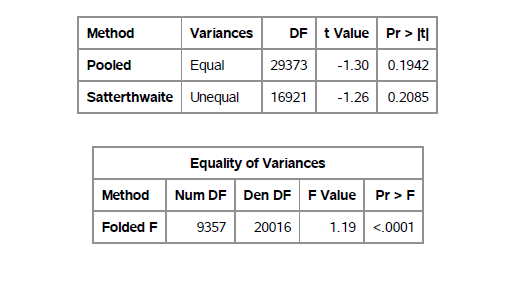 Method Variances DF t Value Pr > |t|
Pooled Equal 29373 -1.30 0.1942
Satterthwaite Unequal 16921 -1.26 0.2085
Equality of Variances
Method Num DF Den DF F Value Pr > F
Folded F 9357 20016 1.19 <.0001